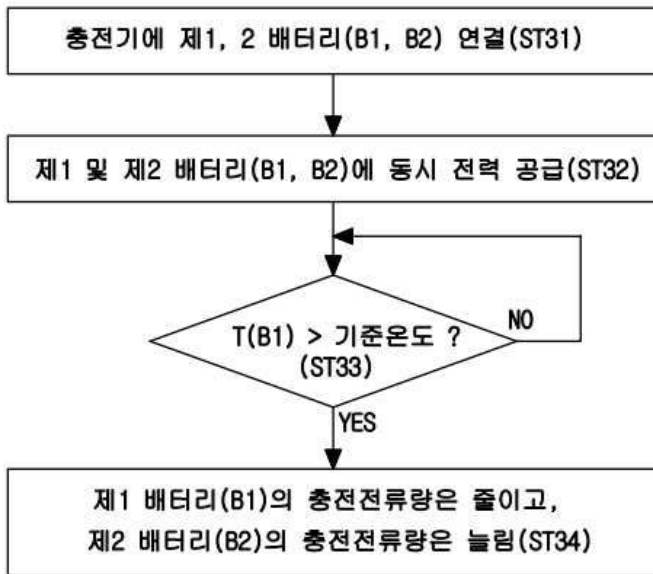 충전기에 제1, 2 배터리(B1, B2) 연결(ST31)
제1 및 제2 배터리(B1, B2)에 동시 전력 공급(ST32)
NO
T(B1) > 기준온도 ?
(ST33)
YES
제1 배터리(B1)의 충전전류량은 줄이고,
제2 배터리(B2)의 충전전류량은 늘림(ST34)